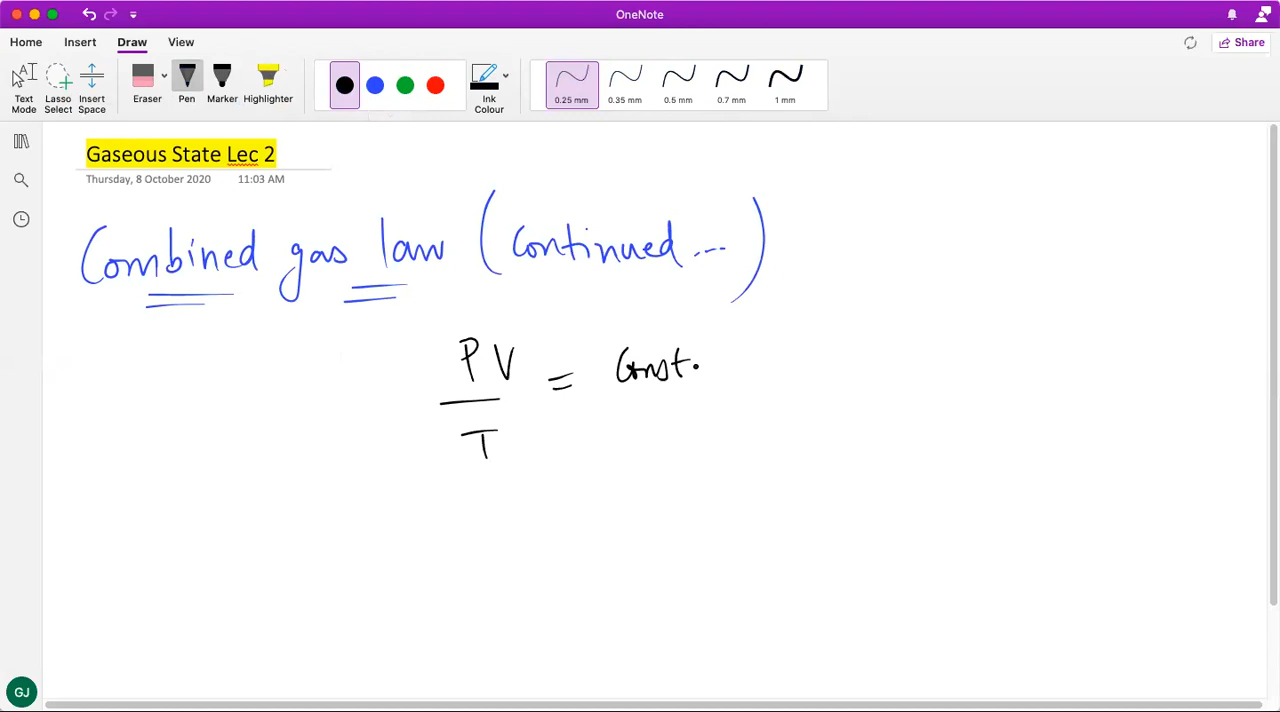 OneNote
Home Insert Draw View
Share
Text Mode
Lasso Select
Insert Space
Eraser
Pen
Marker
Highlighter
Ink Colour
0.25 mm
0.35 mm
0.5 mm
0.7 mm
1 mm
Gaseous State Lec 2
Thursday, 8 October 2020 11:03 AM
Combined gas law (Continued...)
PV
= Const.
T
GJ